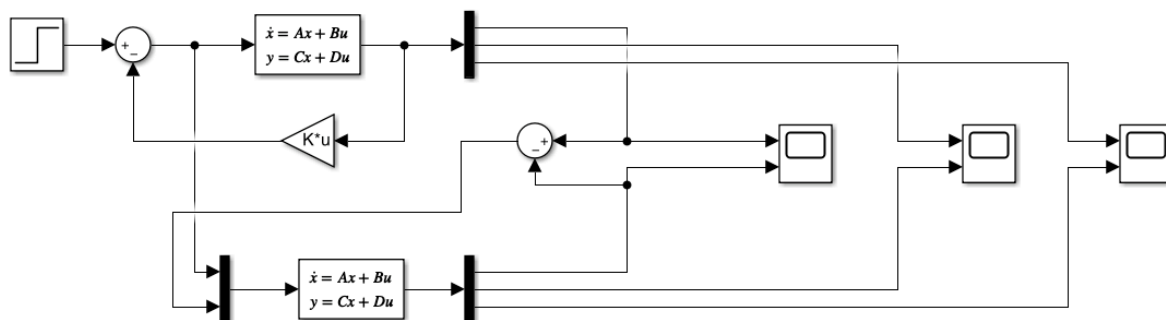 +
−
ẋ = Ax + Bu
y = Cx + Du
K*u
−
+
ẋ = Ax + Bu
y = Cx + Du